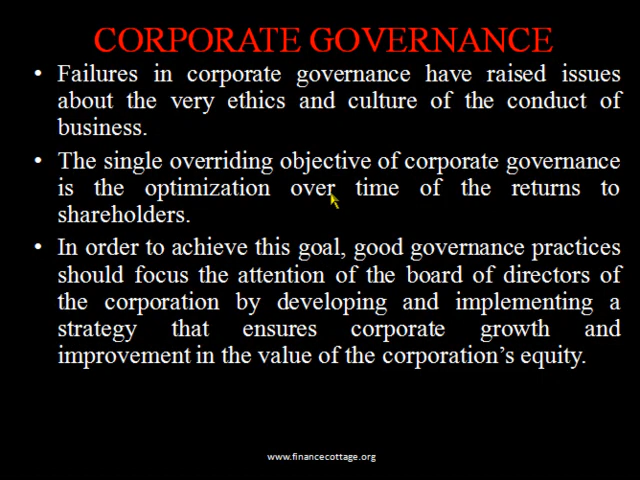 CORPORATE GOVERNANCE
• Failures in corporate governance have raised issues
about the very ethics and culture of the conduct of
business.
• The single overriding objective of corporate governance
is the optimization over time of the returns to
shareholders.
• In order to achieve this goal, good governance practices
should focus the attention of the board of directors of
the corporation by developing and implementing a
strategy that ensures corporate growth and
improvement in the value of the corporation’s equity.
www.financecottage.org